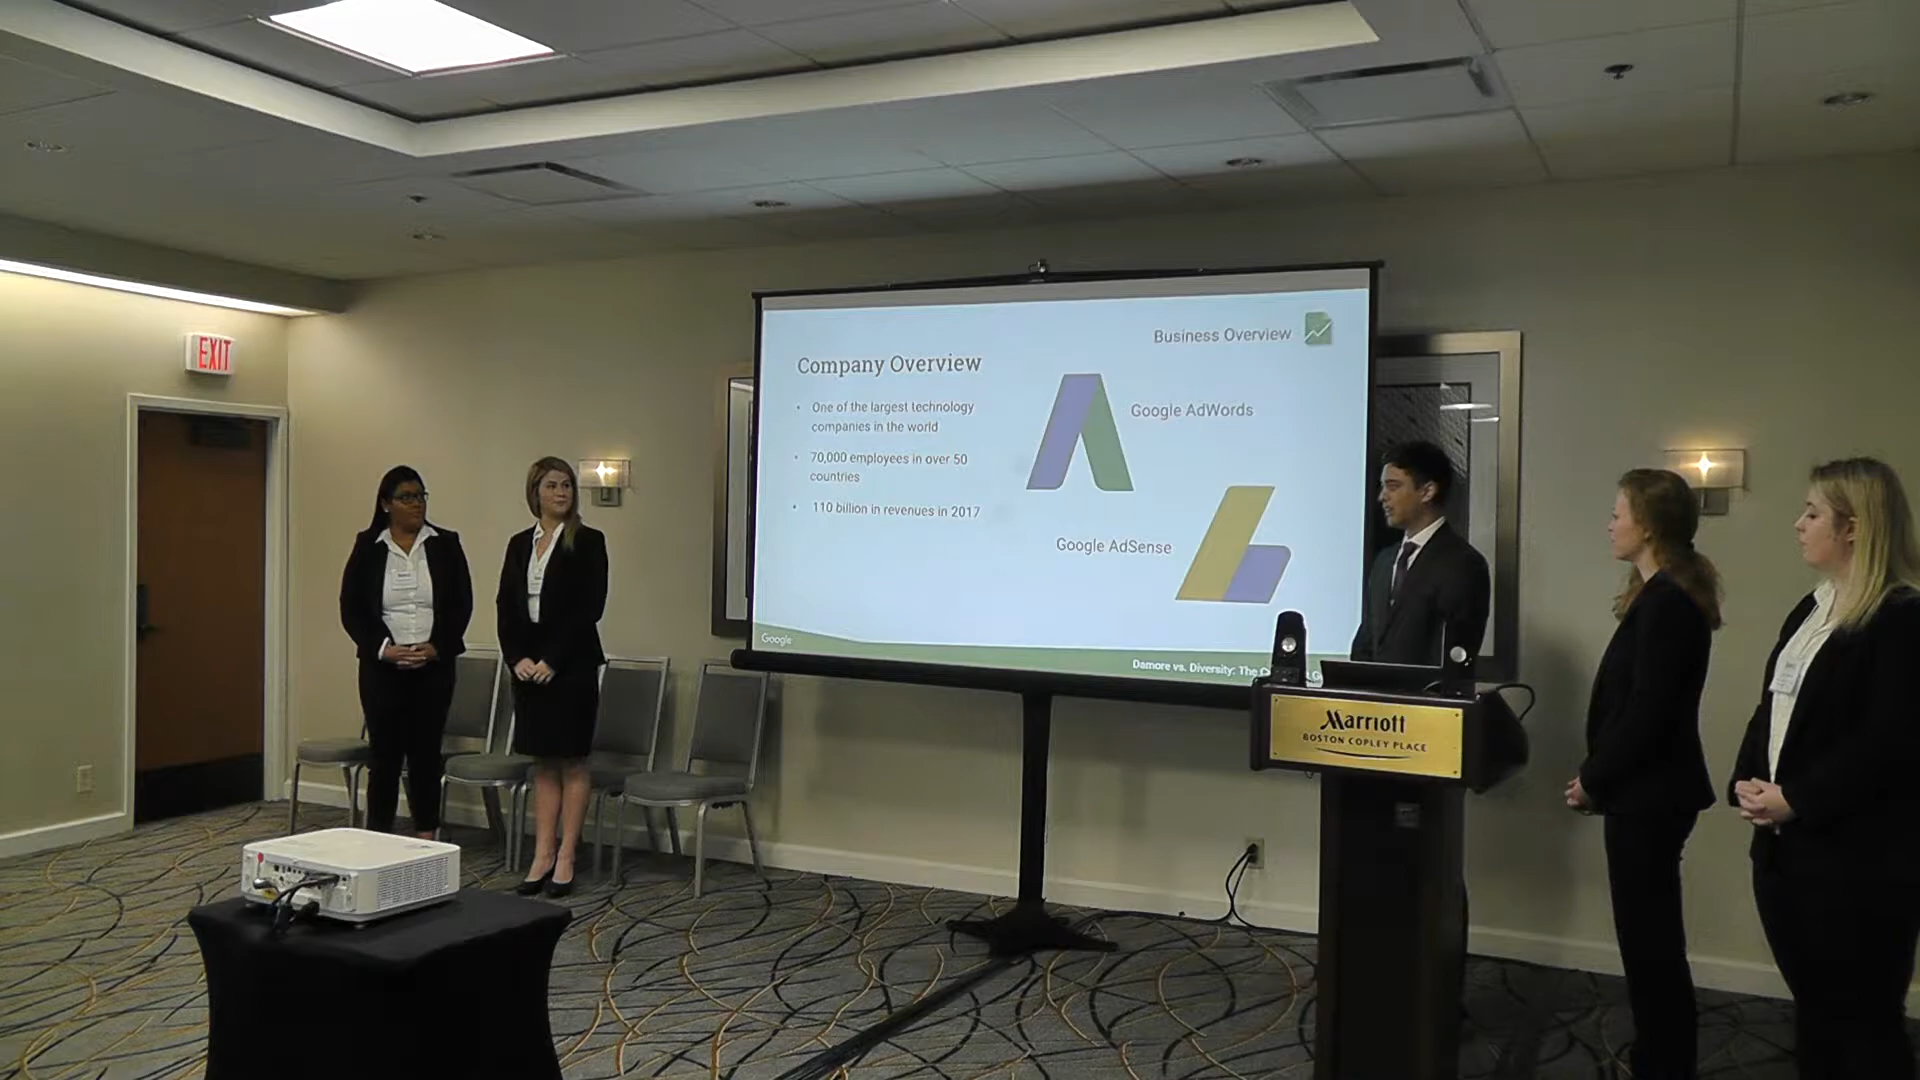 EXIT
Business Overview
Company Overview
• One of the largest technology
companies in the world
• 70,000 employees in over 50
countries
• 110 billion in revenues in 2017
Google AdWords
Google AdSense
Google
Damore vs. Diversity: The
Marriott
BOSTON COPLEY PLACE